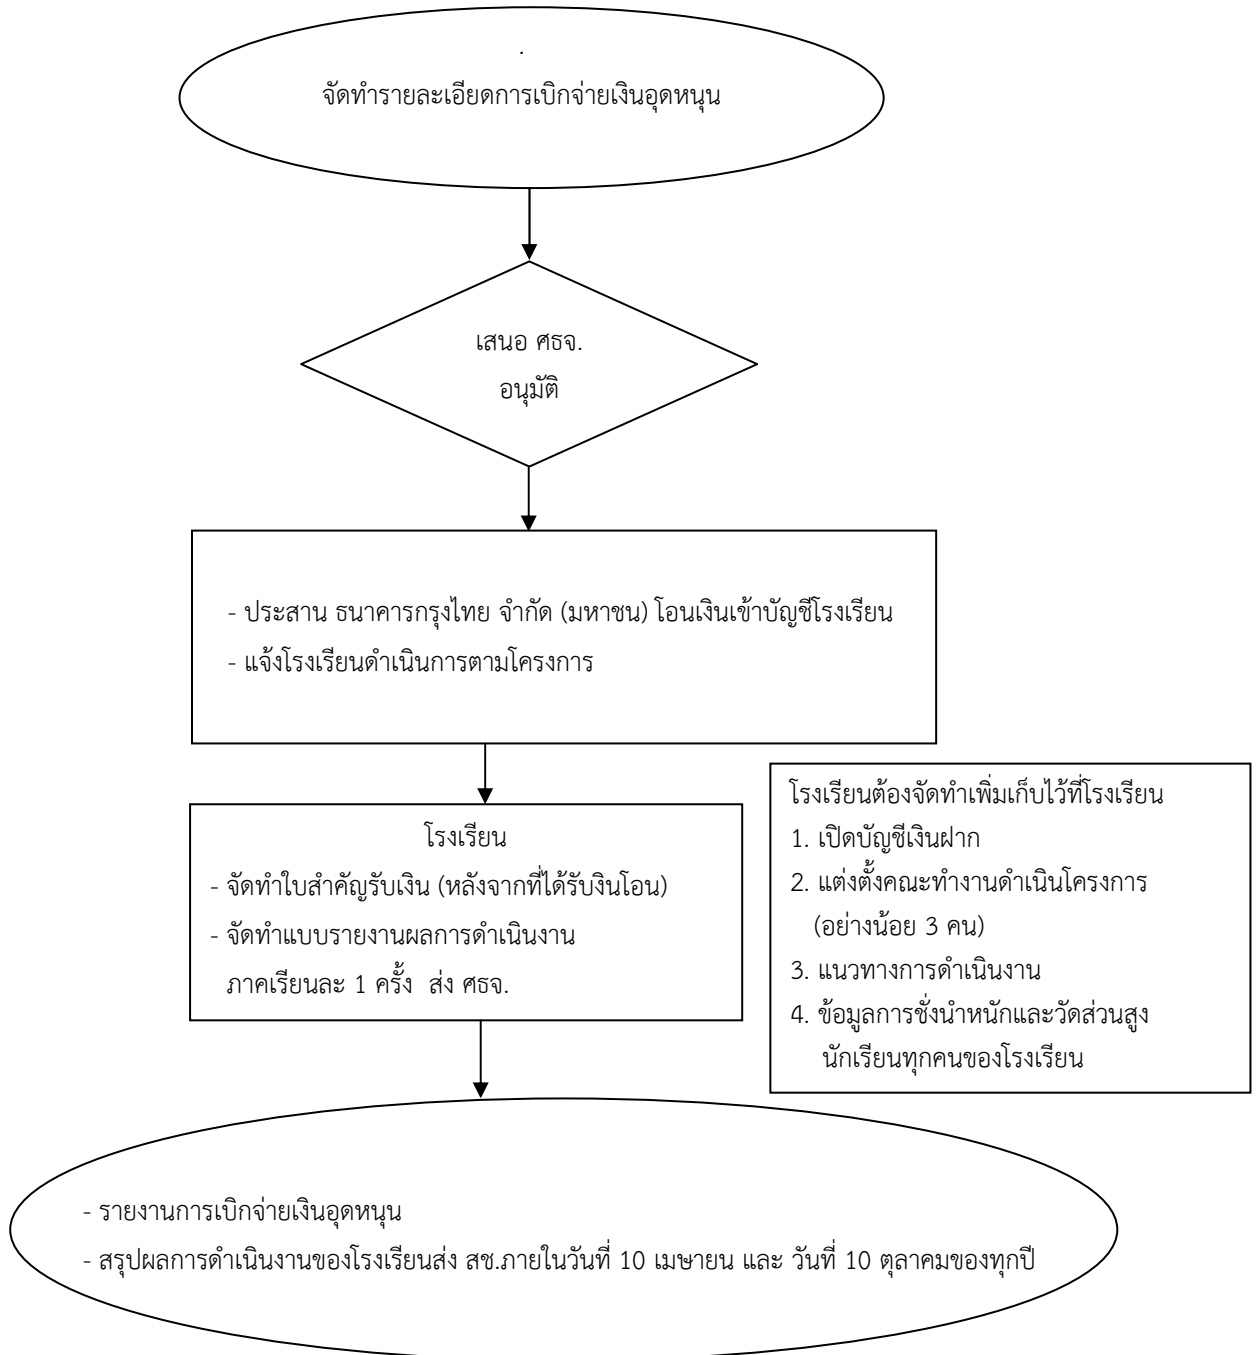 .
จัดทำรายละเอียดการเบิกจ่ายเงินอุดหนุน
เสนอ ศธจ.
อนุมัติ
- ประสาน ธนาคารกรุงไทย จำกัด (มหาชน) โอนเงินเข้าบัญชีโรงเรียน
- แจ้งโรงเรียนดำเนินการตามโครงการ
โรงเรียน
- จัดทำใบสำคัญรับเงิน (หลังจากที่ได้รับงินโอน)
- จัดทำแบบรายงานผลการดำเนินงาน
ภาคเรียนละ 1 ครั้ง ส่ง ศธจ.
โรงเรียนต้องจัดทำเพิ่มเก็บไว้ที่โรงเรียน
1. เปิดบัญชีเงินฝาก
2. แต่งตั้งคณะทำงานดำเนินโครงการ
(อย่างน้อย 3 คน)
3. แนวทางการดำเนินงาน
4. ข้อมูลการชั่งนำหนักและวัดส่วนสูง
นักเรียนทุกคนของโรงเรียน
- รายงานการเบิกจ่ายเงินอุดหนุน
- สรุปผลการดำเนินงานของโรงเรียนส่ง สช.ภายในวันที่ 10 เมษายน และ วันที่ 10 ตุลาคมของทุกปี